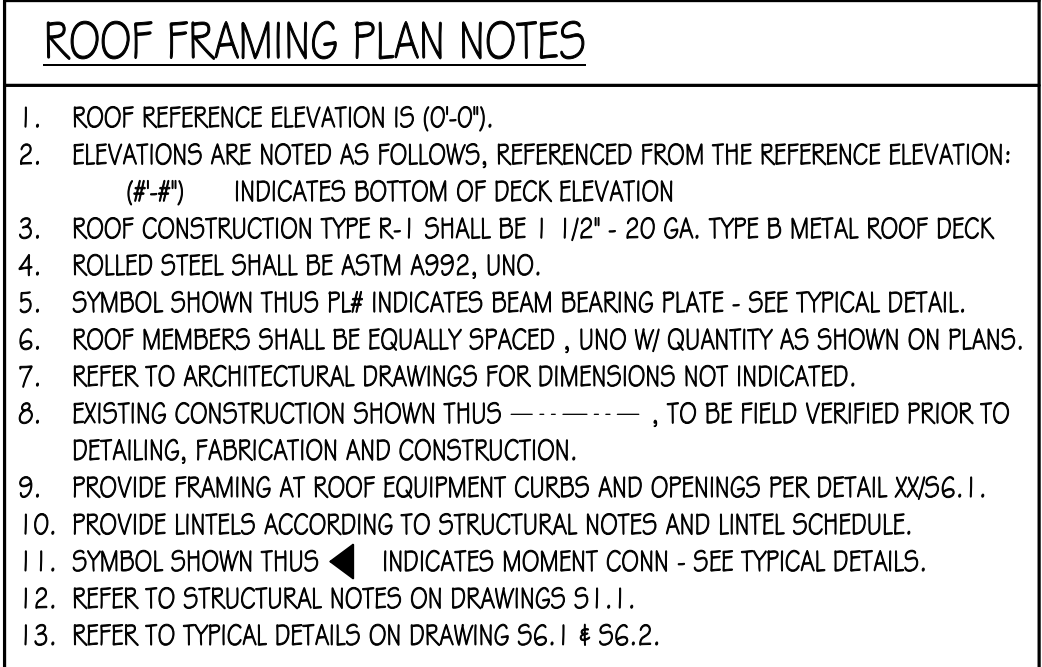 ROOF FRAMING PLAN NOTES
1. ROOF REFERENCE ELEVATION IS (0'-0").
2. ELEVATIONS ARE NOTED AS FOLLOWS, REFERENCED FROM THE REFERENCE ELEVATION:
(#'-#") INDICATES BOTTOM OF DECK ELEVATION
3. ROOF CONSTRUCTION TYPE R-1 SHALL BE 1 1/2" - 20 GA. TYPE B METAL ROOF DECK
4. ROLLED STEEL SHALL BE ASTM A992, UNO.
5. SYMBOL SHOWN THUS PL# INDICATES BEAM BEARING PLATE - SEE TYPICAL DETAIL.
6. ROOF MEMBERS SHALL BE EQUALLY SPACED , UNO W/ QUANTITY AS SHOWN ON PLANS.
7. REFER TO ARCHITECTURAL DRAWINGS FOR DIMENSIONS NOT INDICATED.
8. EXISTING CONSTRUCTION SHOWN THUS — - - — - - — , TO BE FIELD VERIFIED PRIOR TO
DETAILING, FABRICATION AND CONSTRUCTION.
9. PROVIDE FRAMING AT ROOF EQUIPMENT CURBS AND OPENINGS PER DETAIL XX/S6.1.
10. PROVIDE LINTELS ACCORDING TO STRUCTURAL NOTES AND LINTEL SCHEDULE.
11. SYMBOL SHOWN THUS ◀ INDICATES MOMENT CONN - SEE TYPICAL DETAILS.
12. REFER TO STRUCTURAL NOTES ON DRAWINGS S1.1.
13. REFER TO TYPICAL DETAILS ON DRAWING S6.1 & S6.2.